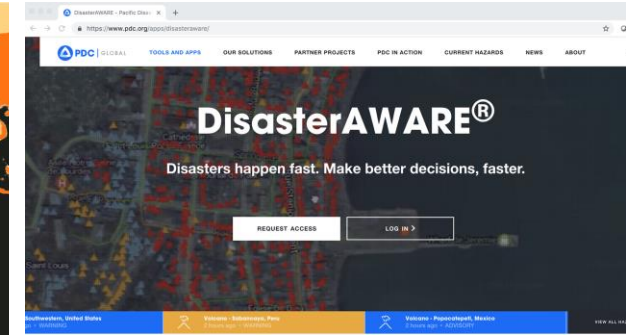 DisasterAWARE - Pacific Disa
https://www.pdc.org/apps/disasteraware/
PDC GLOBAL
TOOLS AND APPS OUR SOLUTIONS PARTNER PROJECTS PDC IN ACTION CURRENT HAZARDS NEWS ABOUT
DisasterAWARE®
Disasters happen fast. Make better decisions, faster.
REQUEST ACCESS LOG IN >
Saint Louis
Southwestern, United States
go - WARNING
Volcano - Sabancaya, Peru
2 hours ago - WARNING
Volcano - Popocatepetl, Mexico
2 hours ago - ADVISORY
VIEW ALL HA